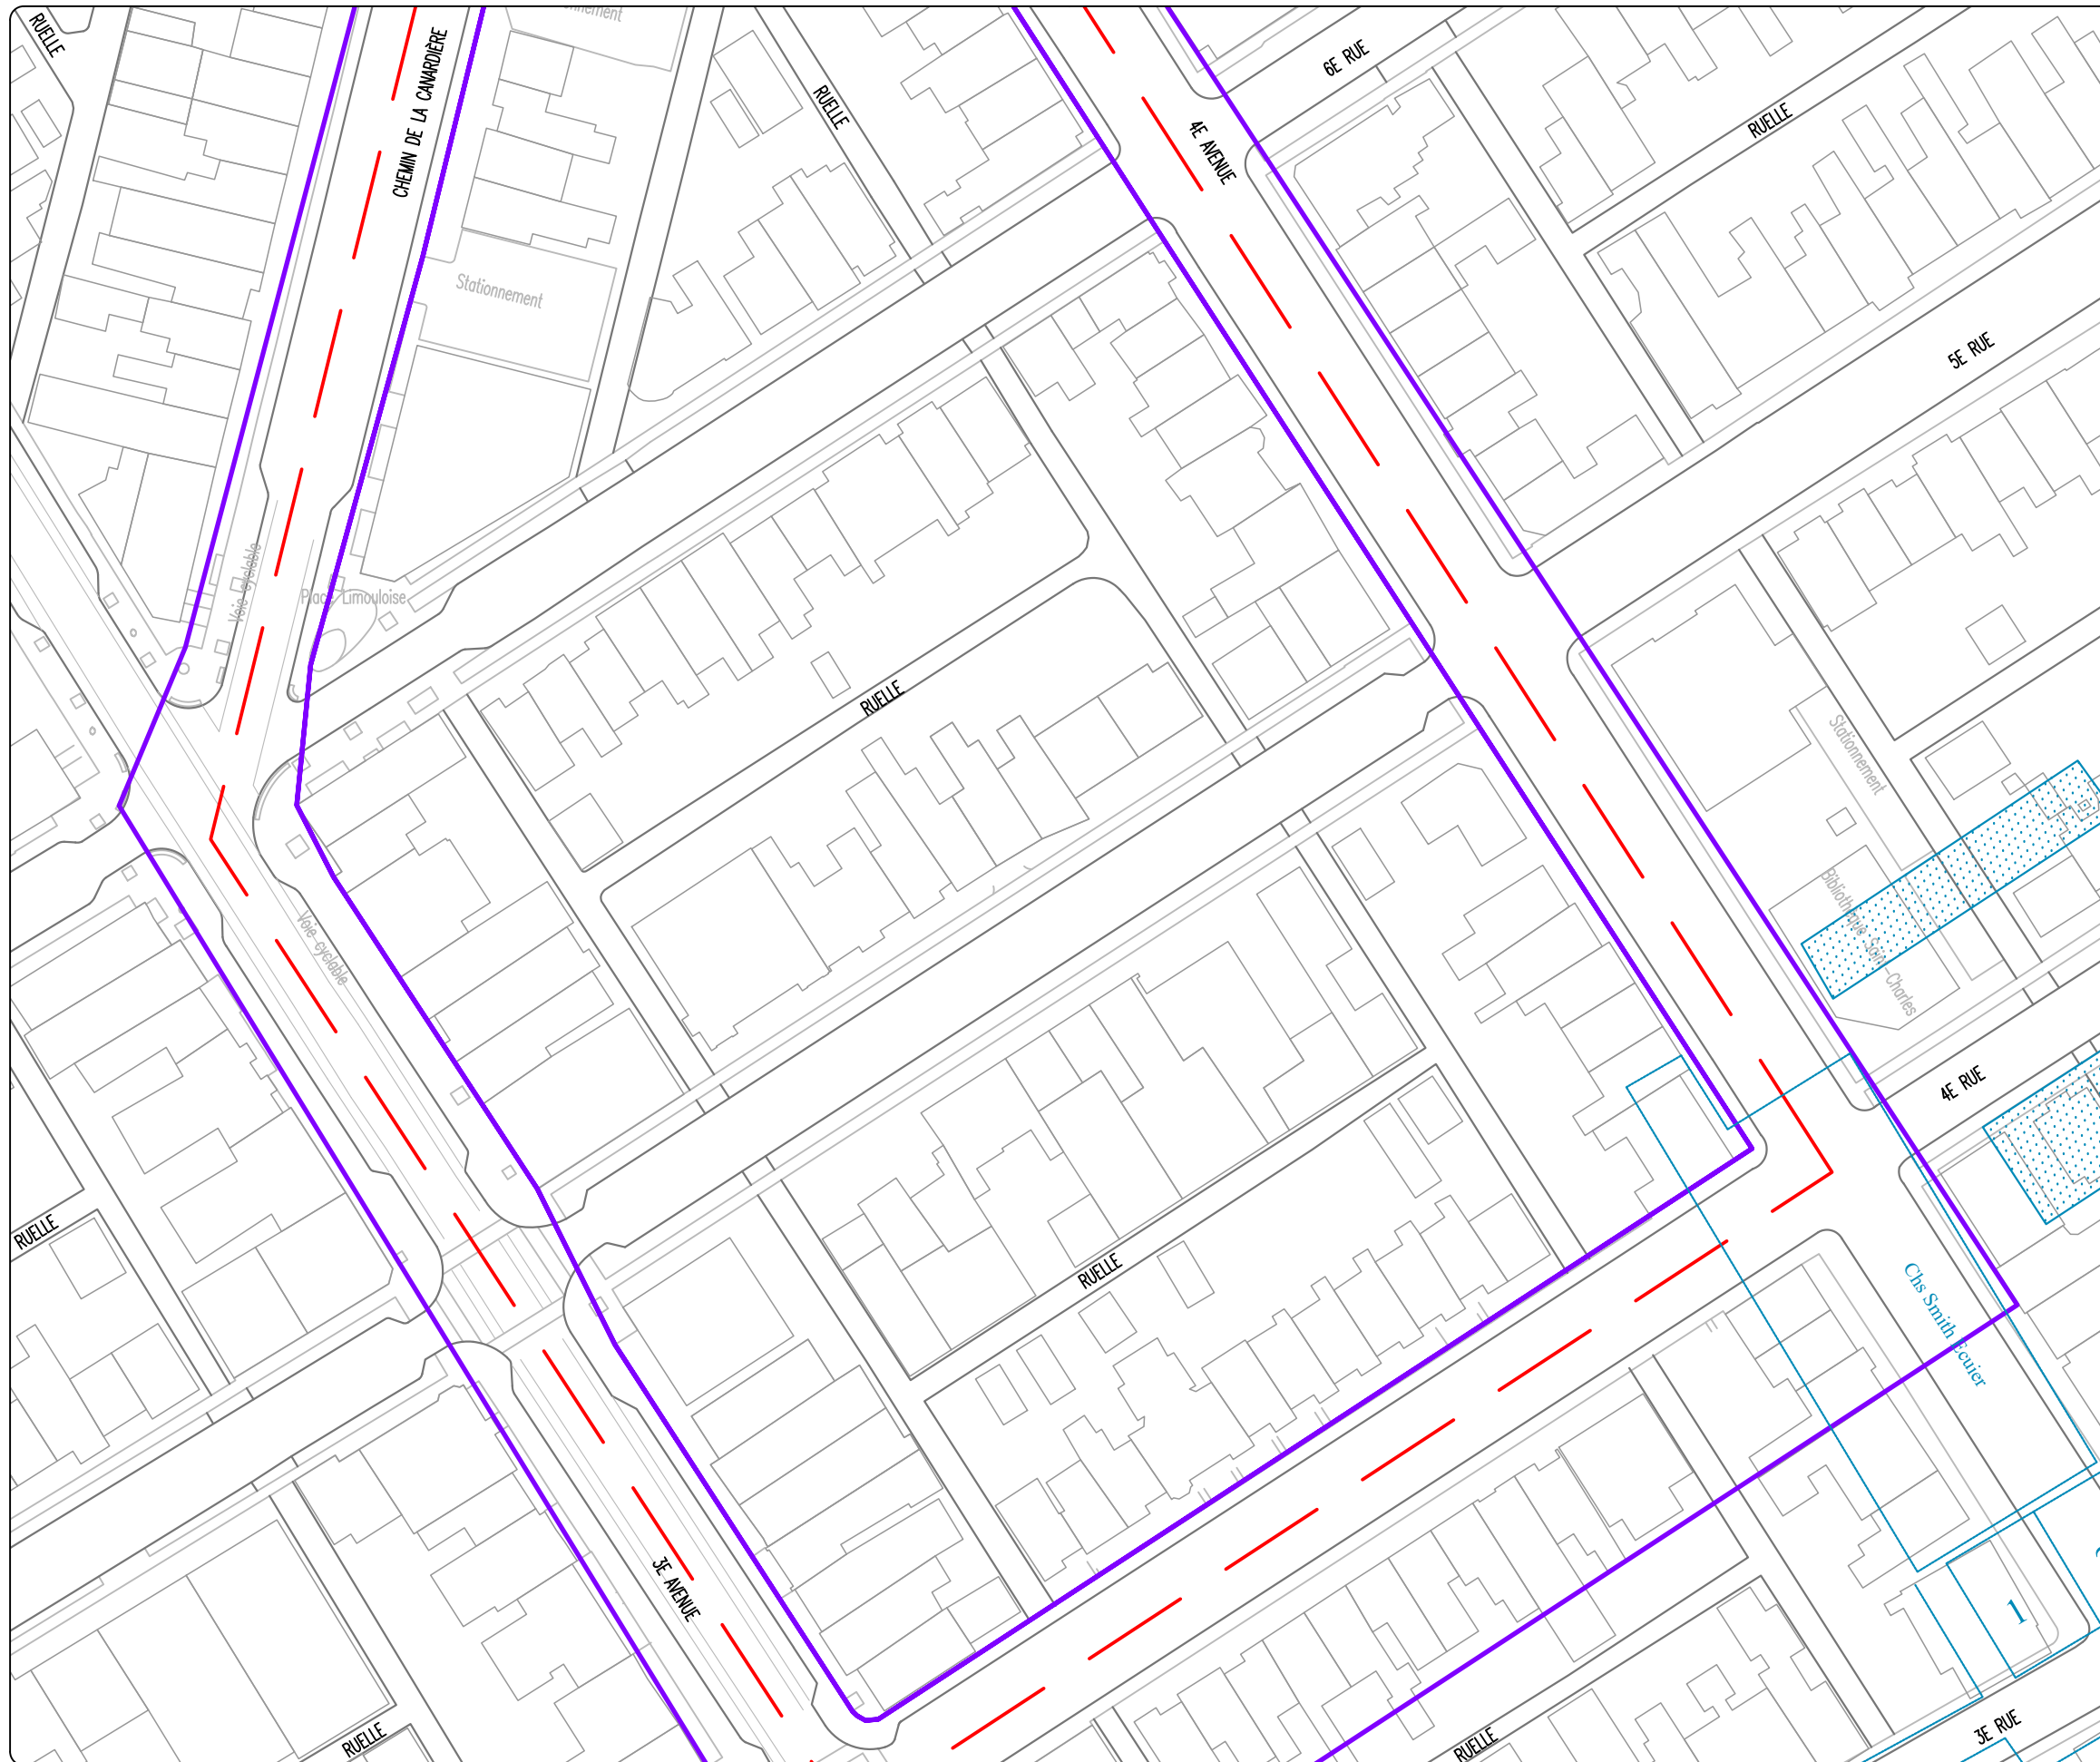 RUELLE
CHEMIN DE LA CANARDIÈRE
RUELLE
4E AVENUE
6E RUE
RUELLE
Stationnement
5E RUE
Voie cyclable
Place Limouloise
RUELLE
Stationnement
Bibliothèque Saint-Charles
Voie cyclable
4E RUE
RUELLE
RUELLE
Chs Smith Écuier
3E AVENUE
1
RUELLE
RUELLE
3E RUE